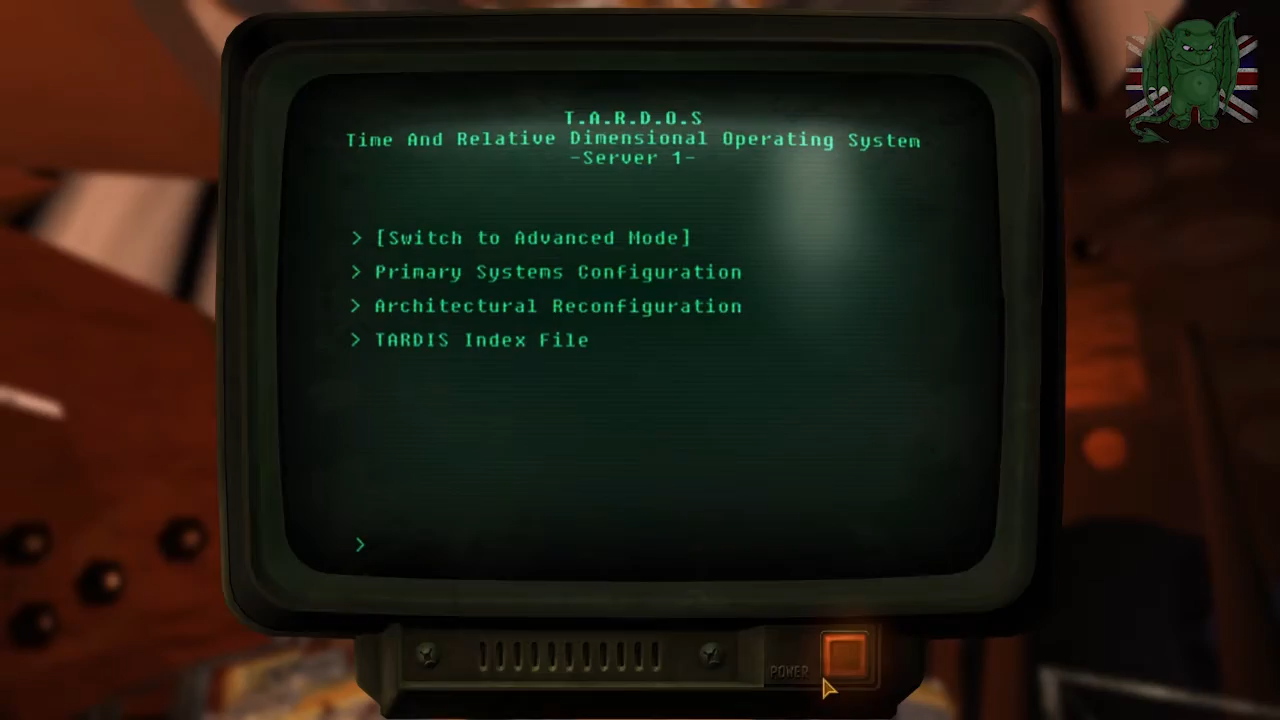 T.A.R.D.O.S
Time And Relative Dimensional Operating System
-Server 1-
> [Switch to Advanced Mode]
> Primary Systems Configuration
> Architectural Reconfiguration
> TARDIS Index File
>
POWER